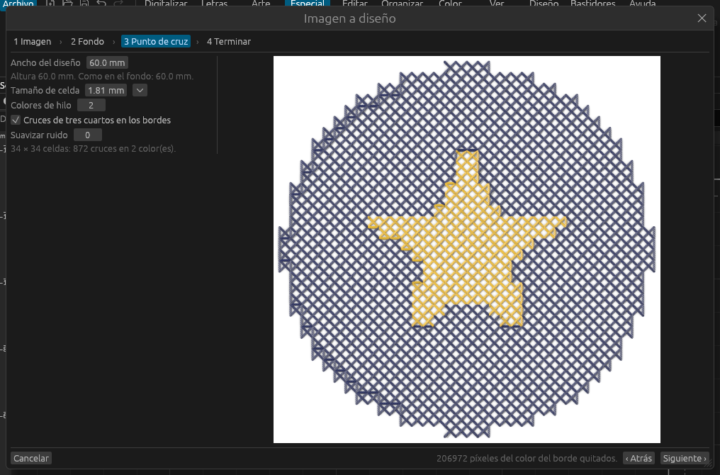 Archivo Digitalizar Letras Arte Especial Editar Organizar Color Ver Diseño Bastidores Ayuda
Imagen a diseño
1 Imagen › 2 Fondo › 3 Punto de cruz › 4 Terminar
Ancho del diseño 60.0 mm
Altura 60.0 mm. Como en el fondo: 60.0 mm.
Tamaño de celda 1.81 mm
Colores de hilo 2
Cruces de tres cuartos en los bordes
Suavizar ruido 0
34 × 34 celdas: 872 cruces en 2 color(es).
Cancelar
206972 píxeles del color del borde quitados. ‹ Atrás Siguiente ›